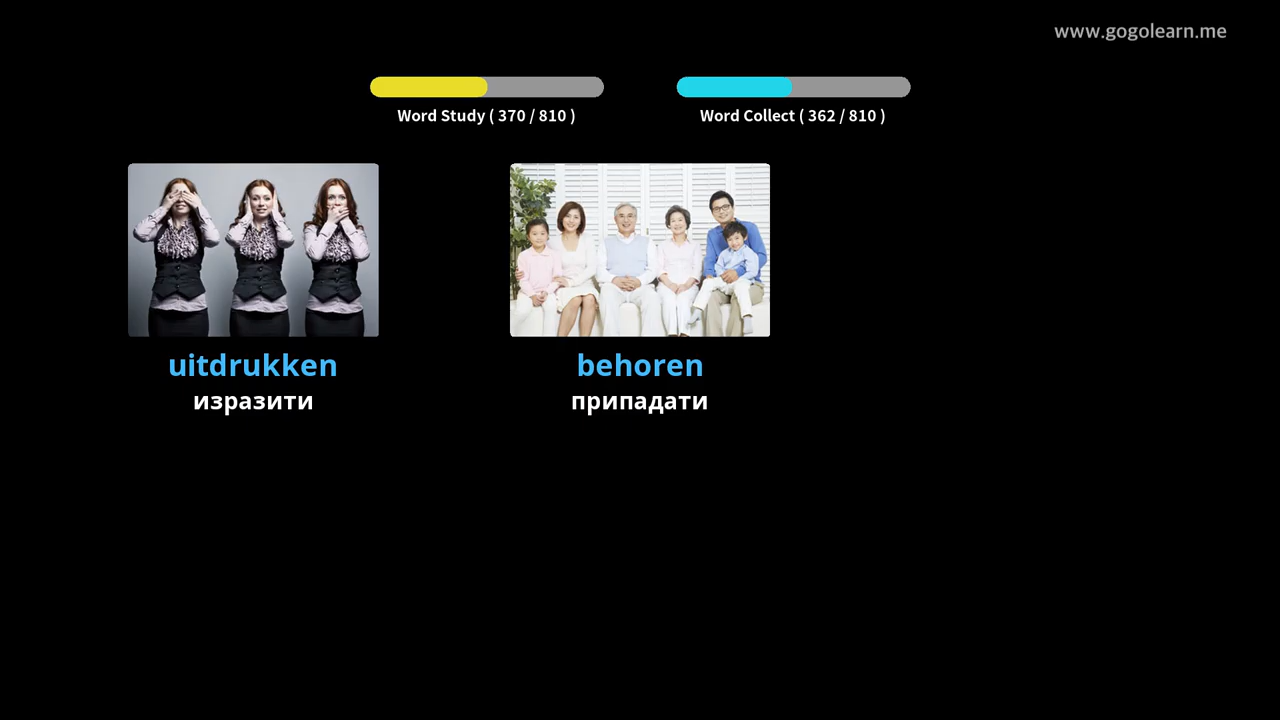 www.gogolearn.me
Word Study ( 370 / 810 )
Word Collect ( 362 / 810 )
uitdrukken
изразити
behoren
припадати